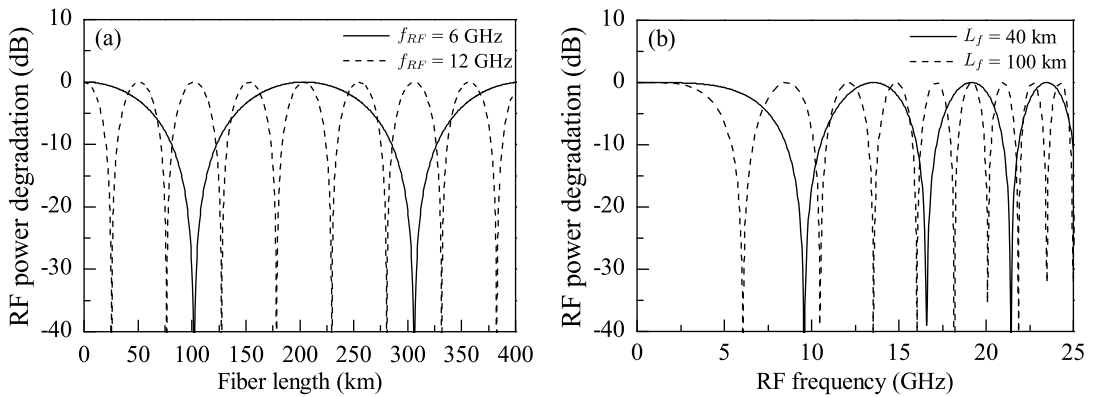 (a)
f_RF = 6 GHz
f_RF = 12 GHz
RF power degradation (dB)
10
0
-10
-20
-30
-40
0 50 100 150 200 250 300 350 400
Fiber length (km)
(b)
L_f = 40 km
L_f = 100 km
RF power degradation (dB)
10
0
-10
-20
-30
-40
0 5 10 15 20 25
RF frequency (GHz)